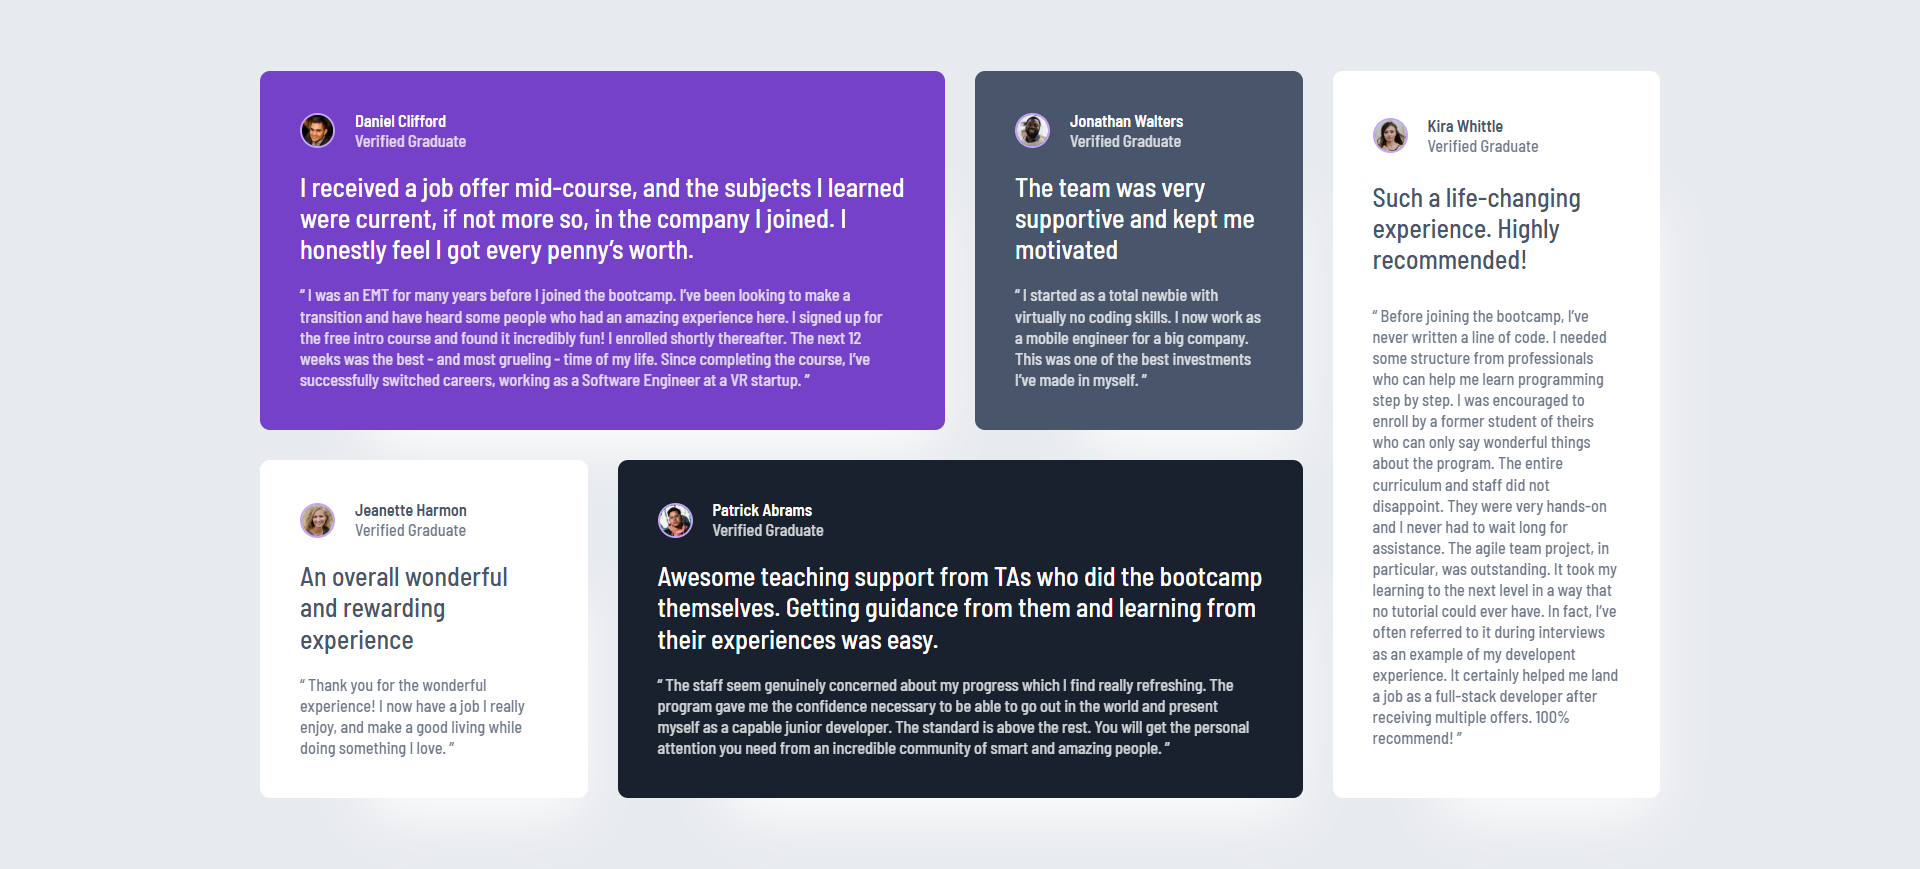 Daniel Clifford
Verified Graduate
I received a job offer mid-course, and the subjects I learned
were current, if not more so, in the company I joined. I
honestly feel I got every penny’s worth.
“ I was an EMT for many years before I joined the bootcamp. I’ve been looking to make a
transition and have heard some people who had an amazing experience here. I signed up for
the free intro course and found it incredibly fun! I enrolled shortly thereafter. The next 12
weeks was the best - and most grueling - time of my life. Since completing the course, I’ve
successfully switched careers, working as a Software Engineer at a VR startup. ”
Jonathan Walters
Verified Graduate
The team was very
supportive and kept me
motivated
“ I started as a total newbie with
virtually no coding skills. I now work as
a mobile engineer for a big company.
This was one of the best investments
I’ve made in myself. ”
Kira Whittle
Verified Graduate
Such a life-changing
experience. Highly
recommended!
“ Before joining the bootcamp, I’ve
never written a line of code. I needed
some structure from professionals
who can help me learn programming
step by step. I was encouraged to
enroll by a former student of theirs
who can only say wonderful things
about the program. The entire
curriculum and staff did not
disappoint. They were very hands-on
and I never had to wait long for
assistance. The agile team project, in
particular, was outstanding. It took my
learning to the next level in a way that
no tutorial could ever have. In fact, I’ve
often referred to it during interviews
as an example of my developent
experience. It certainly helped me land
a job as a full-stack developer after
receiving multiple offers. 100%
recommend! ”
Jeanette Harmon
Verified Graduate
An overall wonderful
and rewarding
experience
“ Thank you for the wonderful
experience! I now have a job I really
enjoy, and make a good living while
doing something I love. ”
Patrick Abrams
Verified Graduate
Awesome teaching support from TAs who did the bootcamp
themselves. Getting guidance from them and learning from
their experiences was easy.
“ The staff seem genuinely concerned about my progress which I find really refreshing. The
program gave me the confidence necessary to be able to go out in the world and present
myself as a capable junior developer. The standard is above the rest. You will get the personal
attention you need from an incredible community of smart and amazing people. ”